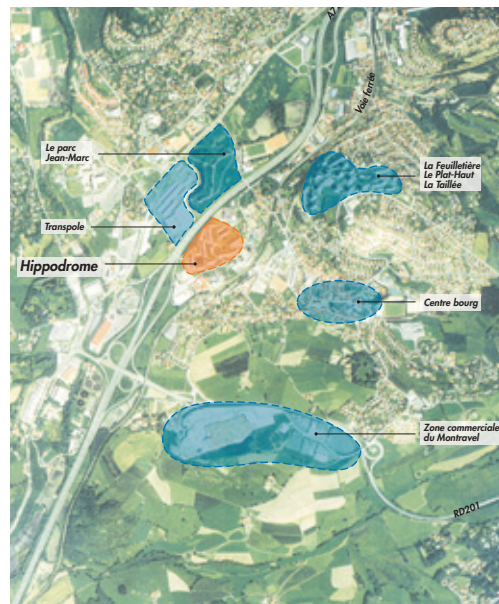 A7
Voie ferrée
Le parc
Jean-Marc
La Feuilletière
Le Plat-Haut
La Taillée
Transpole
Hippodrome
Centre bourg
Zone commerciale
du Montravel
RD201